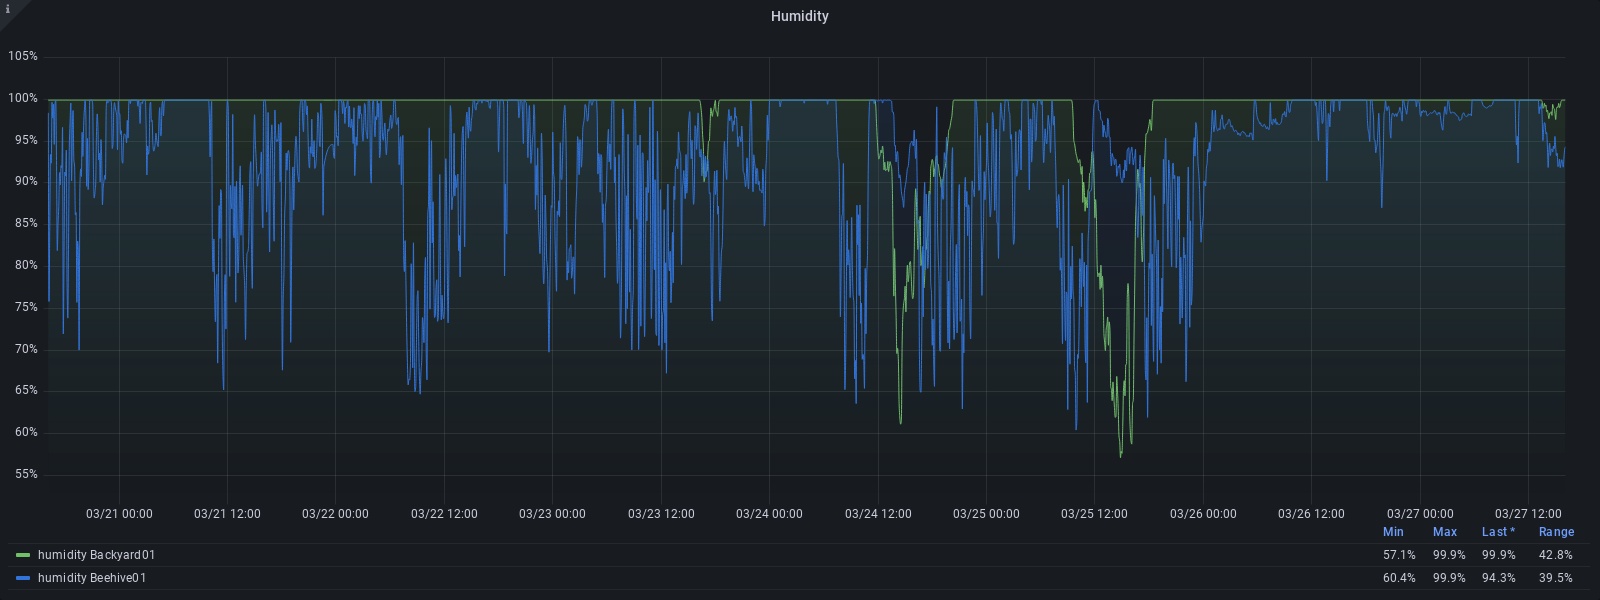 i
Humidity
105%
100%
95%
90%
85%
80%
75%
70%
65%
60%
55%
03/21 00:00 03/21 12:00 03/22 00:00 03/22 12:00 03/23 00:00 03/23 12:00 03/24 00:00 03/24 12:00 03/25 00:00 03/25 12:00 03/26 00:00 03/26 12:00 03/27 00:00 03/27 12:00
Min Max Last * Range
humidity Backyard01 57.1% 99.9% 99.9% 42.8%
humidity Beehive01 60.4% 99.9% 94.3% 39.5%